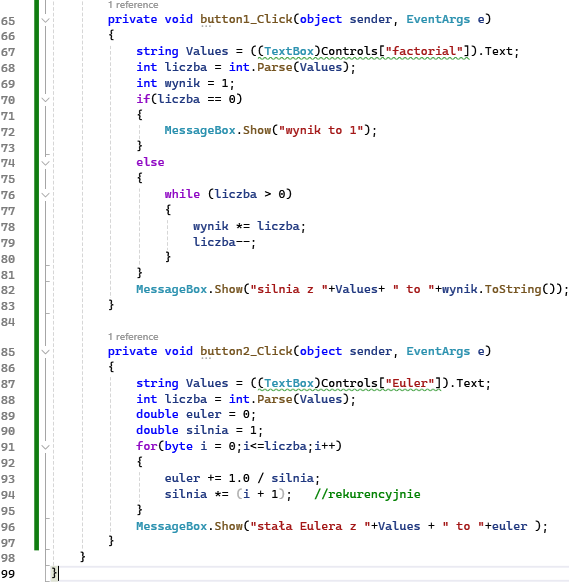 1 reference
65 private void button1_Click(object sender, EventArgs e)
66 {
67 string Values = ((TextBox)Controls["factorial"]).Text;
68 int liczba = int.Parse(Values);
69 int wynik = 1;
70 if(liczba == 0)
71 {
72 MessageBox.Show("wynik to 1");
73 }
74 else
75 {
76 while (liczba > 0)
77 {
78 wynik *= liczba;
79 liczba--;
80 }
81 }
82 MessageBox.Show("silnia z "+Values+ " to "+wynik.ToString());
83 }
84
1 reference
85 private void button2_Click(object sender, EventArgs e)
86 {
87 string Values = ((TextBox)Controls["Euler"]).Text;
88 int liczba = int.Parse(Values);
89 double euler = 0;
90 double silnia = 1;
91 for(byte i = 0;i<=liczba;i++)
92 {
93 euler += 1.0 / silnia;
94 silnia *= (i + 1); //rekurencyjnie
95 }
96 MessageBox.Show("stała Eulera z "+Values + " to "+euler );
97 }
98 }
99 }